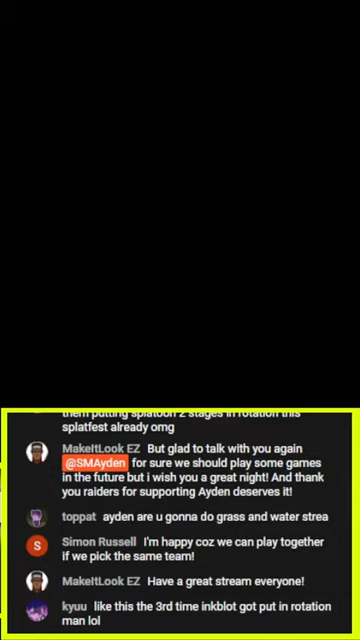 them putting splatoon 2 stages in rotation this
splatfest already omg
MakeItLook EZ But glad to talk with you again
@SMAyden for sure we should play some games
in the future but i wish you a great night! And thank
you raiders for supporting Ayden deserves it!
toppat ayden are u gonna do grass and water strea
S Simon Russell I'm happy coz we can play together
if we pick the same team!
MakeItLook EZ Have a great stream everyone!
kyuu like this the 3rd time inkblot got put in rotation
man lol